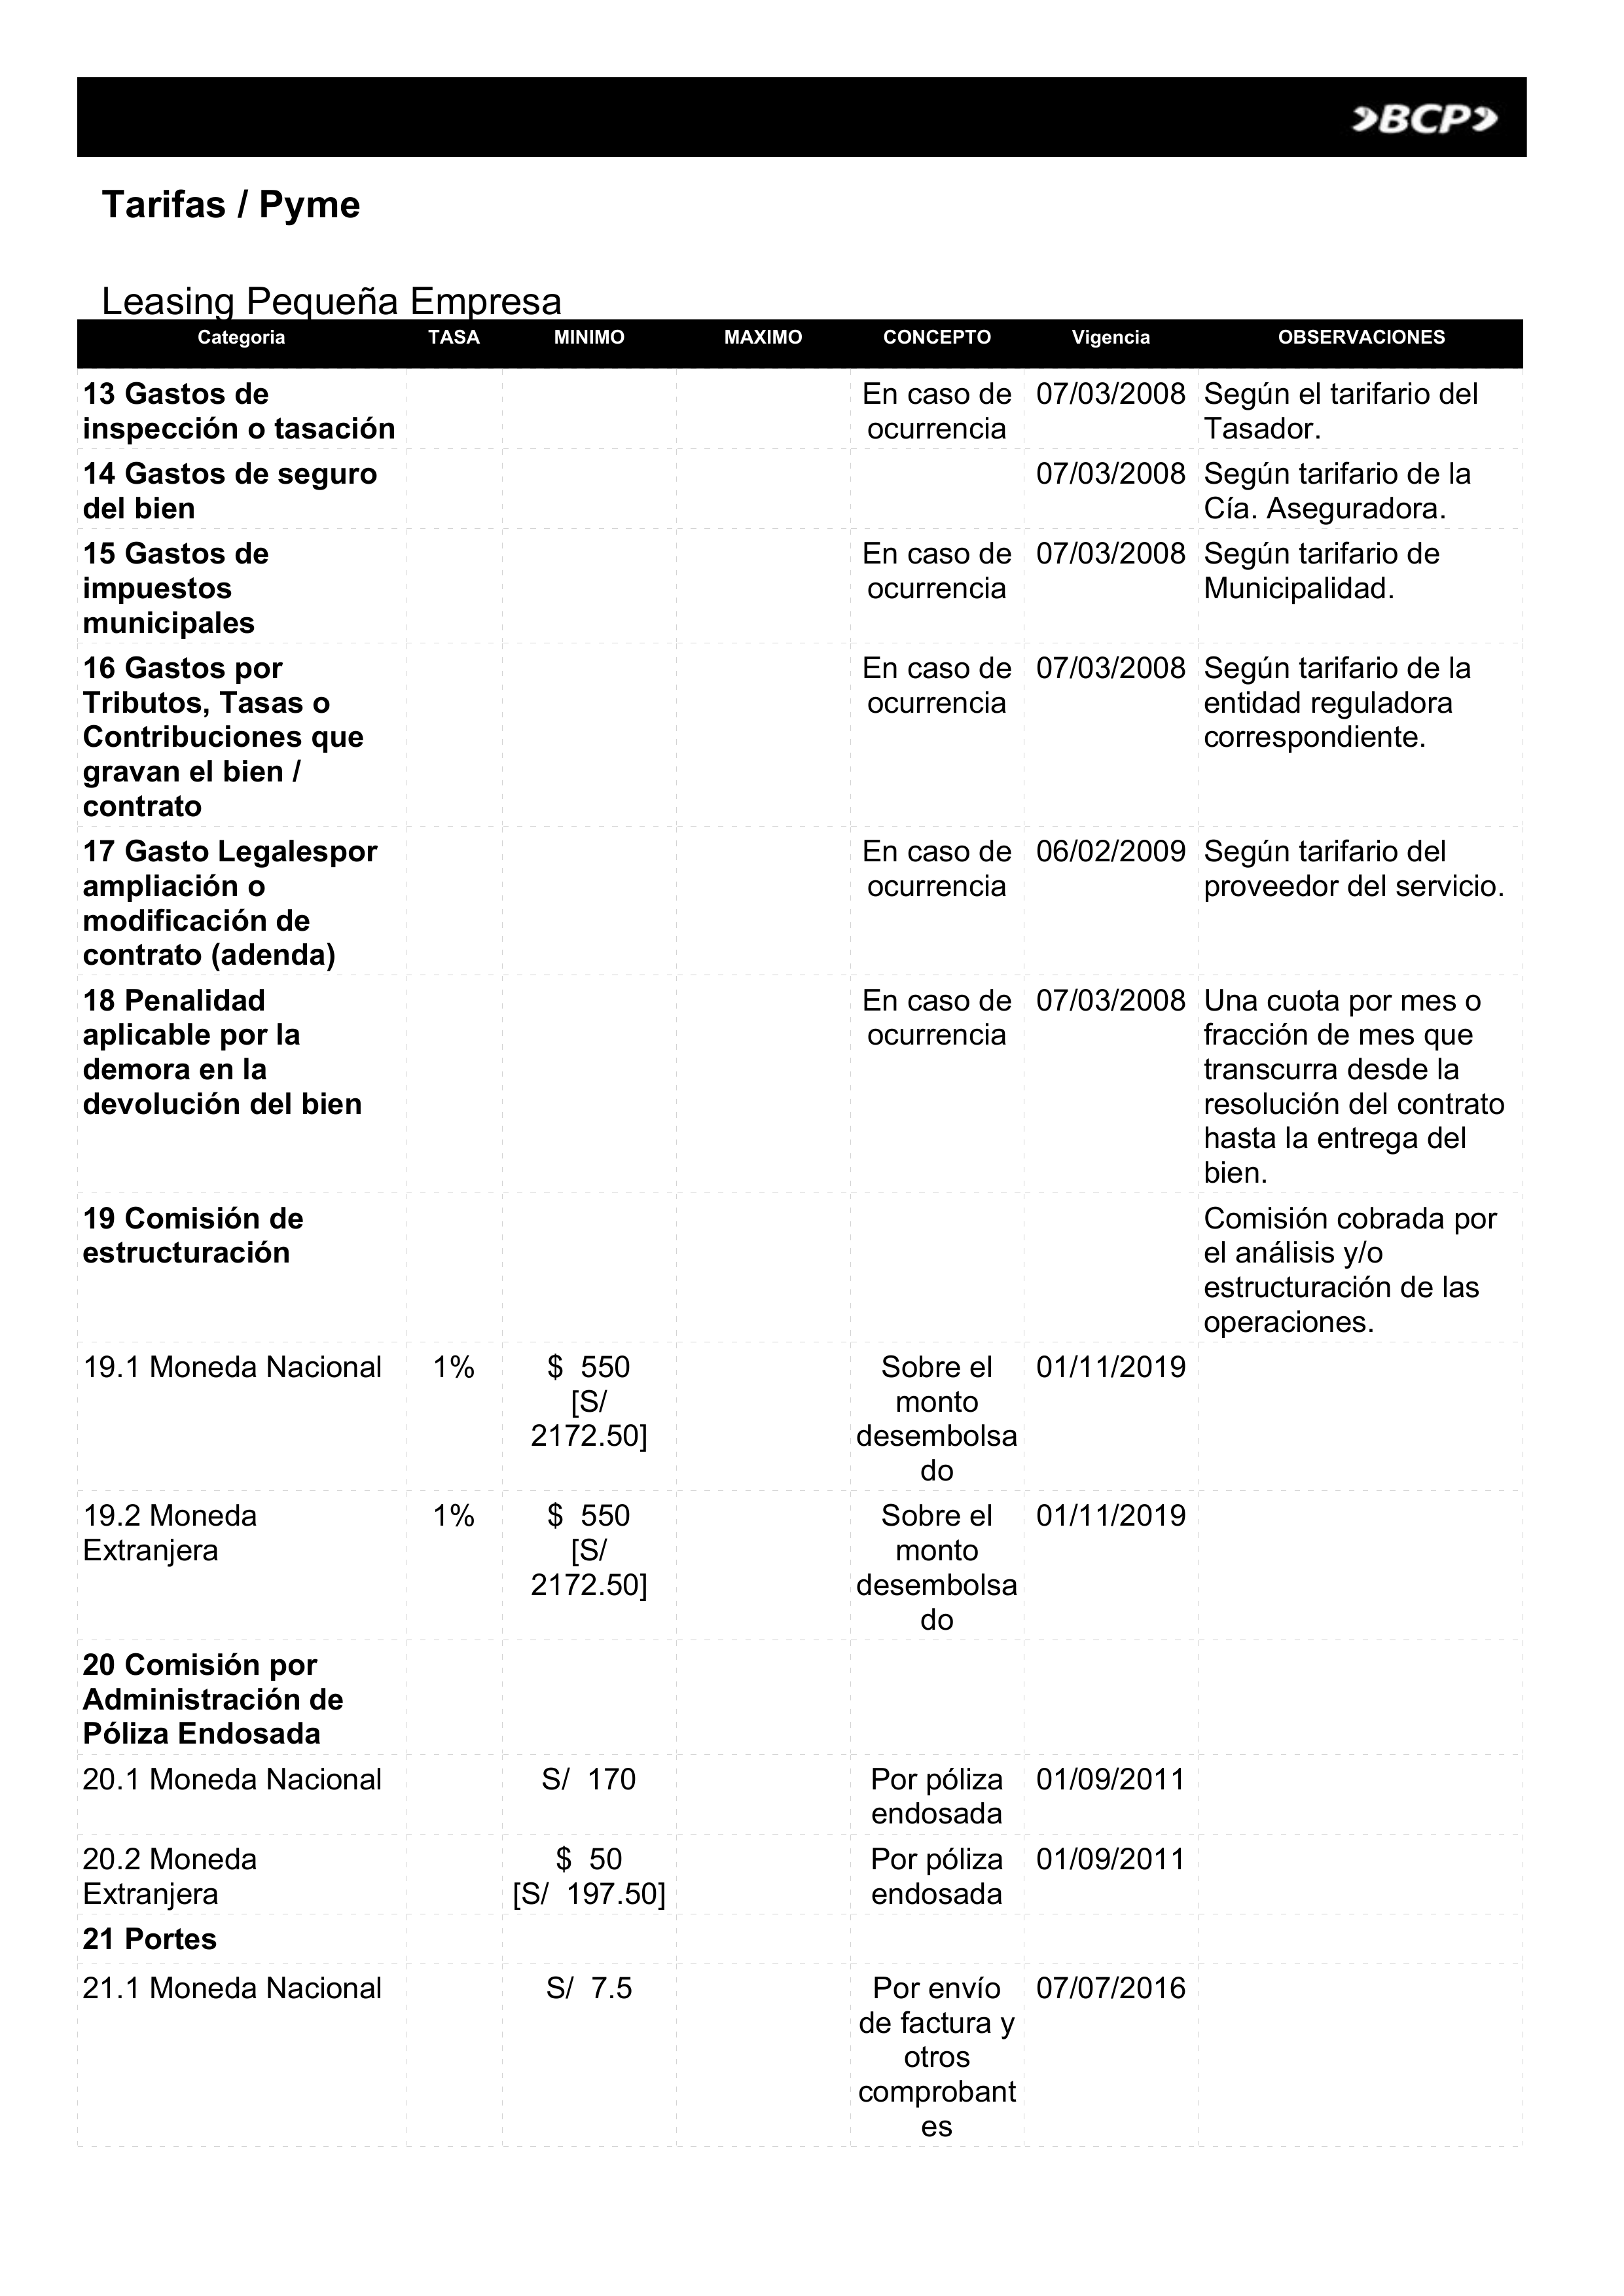 BCP
Tarifas / Pyme
Leasing Pequeña Empresa
Categoria TASA MINIMO MAXIMO CONCEPTO Vigencia OBSERVACIONES
13 Gastos de En caso de 07/03/2008 Según el tarifario del
inspección o tasación ocurrencia Tasador.
14 Gastos de seguro 07/03/2008 Según tarifario de la
del bien Cía. Aseguradora.
15 Gastos de En caso de 07/03/2008 Según tarifario de
impuestos ocurrencia Municipalidad.
municipales
16 Gastos por En caso de 07/03/2008 Según tarifario de la
Tributos, Tasas o ocurrencia entidad reguladora
Contribuciones que correspondiente.
gravan el bien /
contrato
17 Gasto Legalespor En caso de 06/02/2009 Según tarifario del
ampliación o ocurrencia proveedor del servicio.
modificación de
contrato (adenda)
18 Penalidad En caso de 07/03/2008 Una cuota por mes o
aplicable por la ocurrencia fracción de mes que
demora en la transcurra desde la
devolución del bien resolución del contrato
hasta la entrega del
bien.
19 Comisión de Comisión cobrada por
estructuración el análisis y/o
estructuración de las
operaciones.
19.1 Moneda Nacional 1% $ 550 Sobre el 01/11/2019
[S/ monto
2172.50] desembolsa
do
19.2 Moneda 1% $ 550 Sobre el 01/11/2019
Extranjera [S/ monto
2172.50] desembolsa
do
20 Comisión por
Administración de
Póliza Endosada
20.1 Moneda Nacional S/ 170 Por póliza 01/09/2011
endosada
20.2 Moneda $ 50 Por póliza 01/09/2011
Extranjera [S/ 197.50] endosada
21 Portes
21.1 Moneda Nacional S/ 7.5 Por envío 07/07/2016
de factura y
otros
comprobant
es